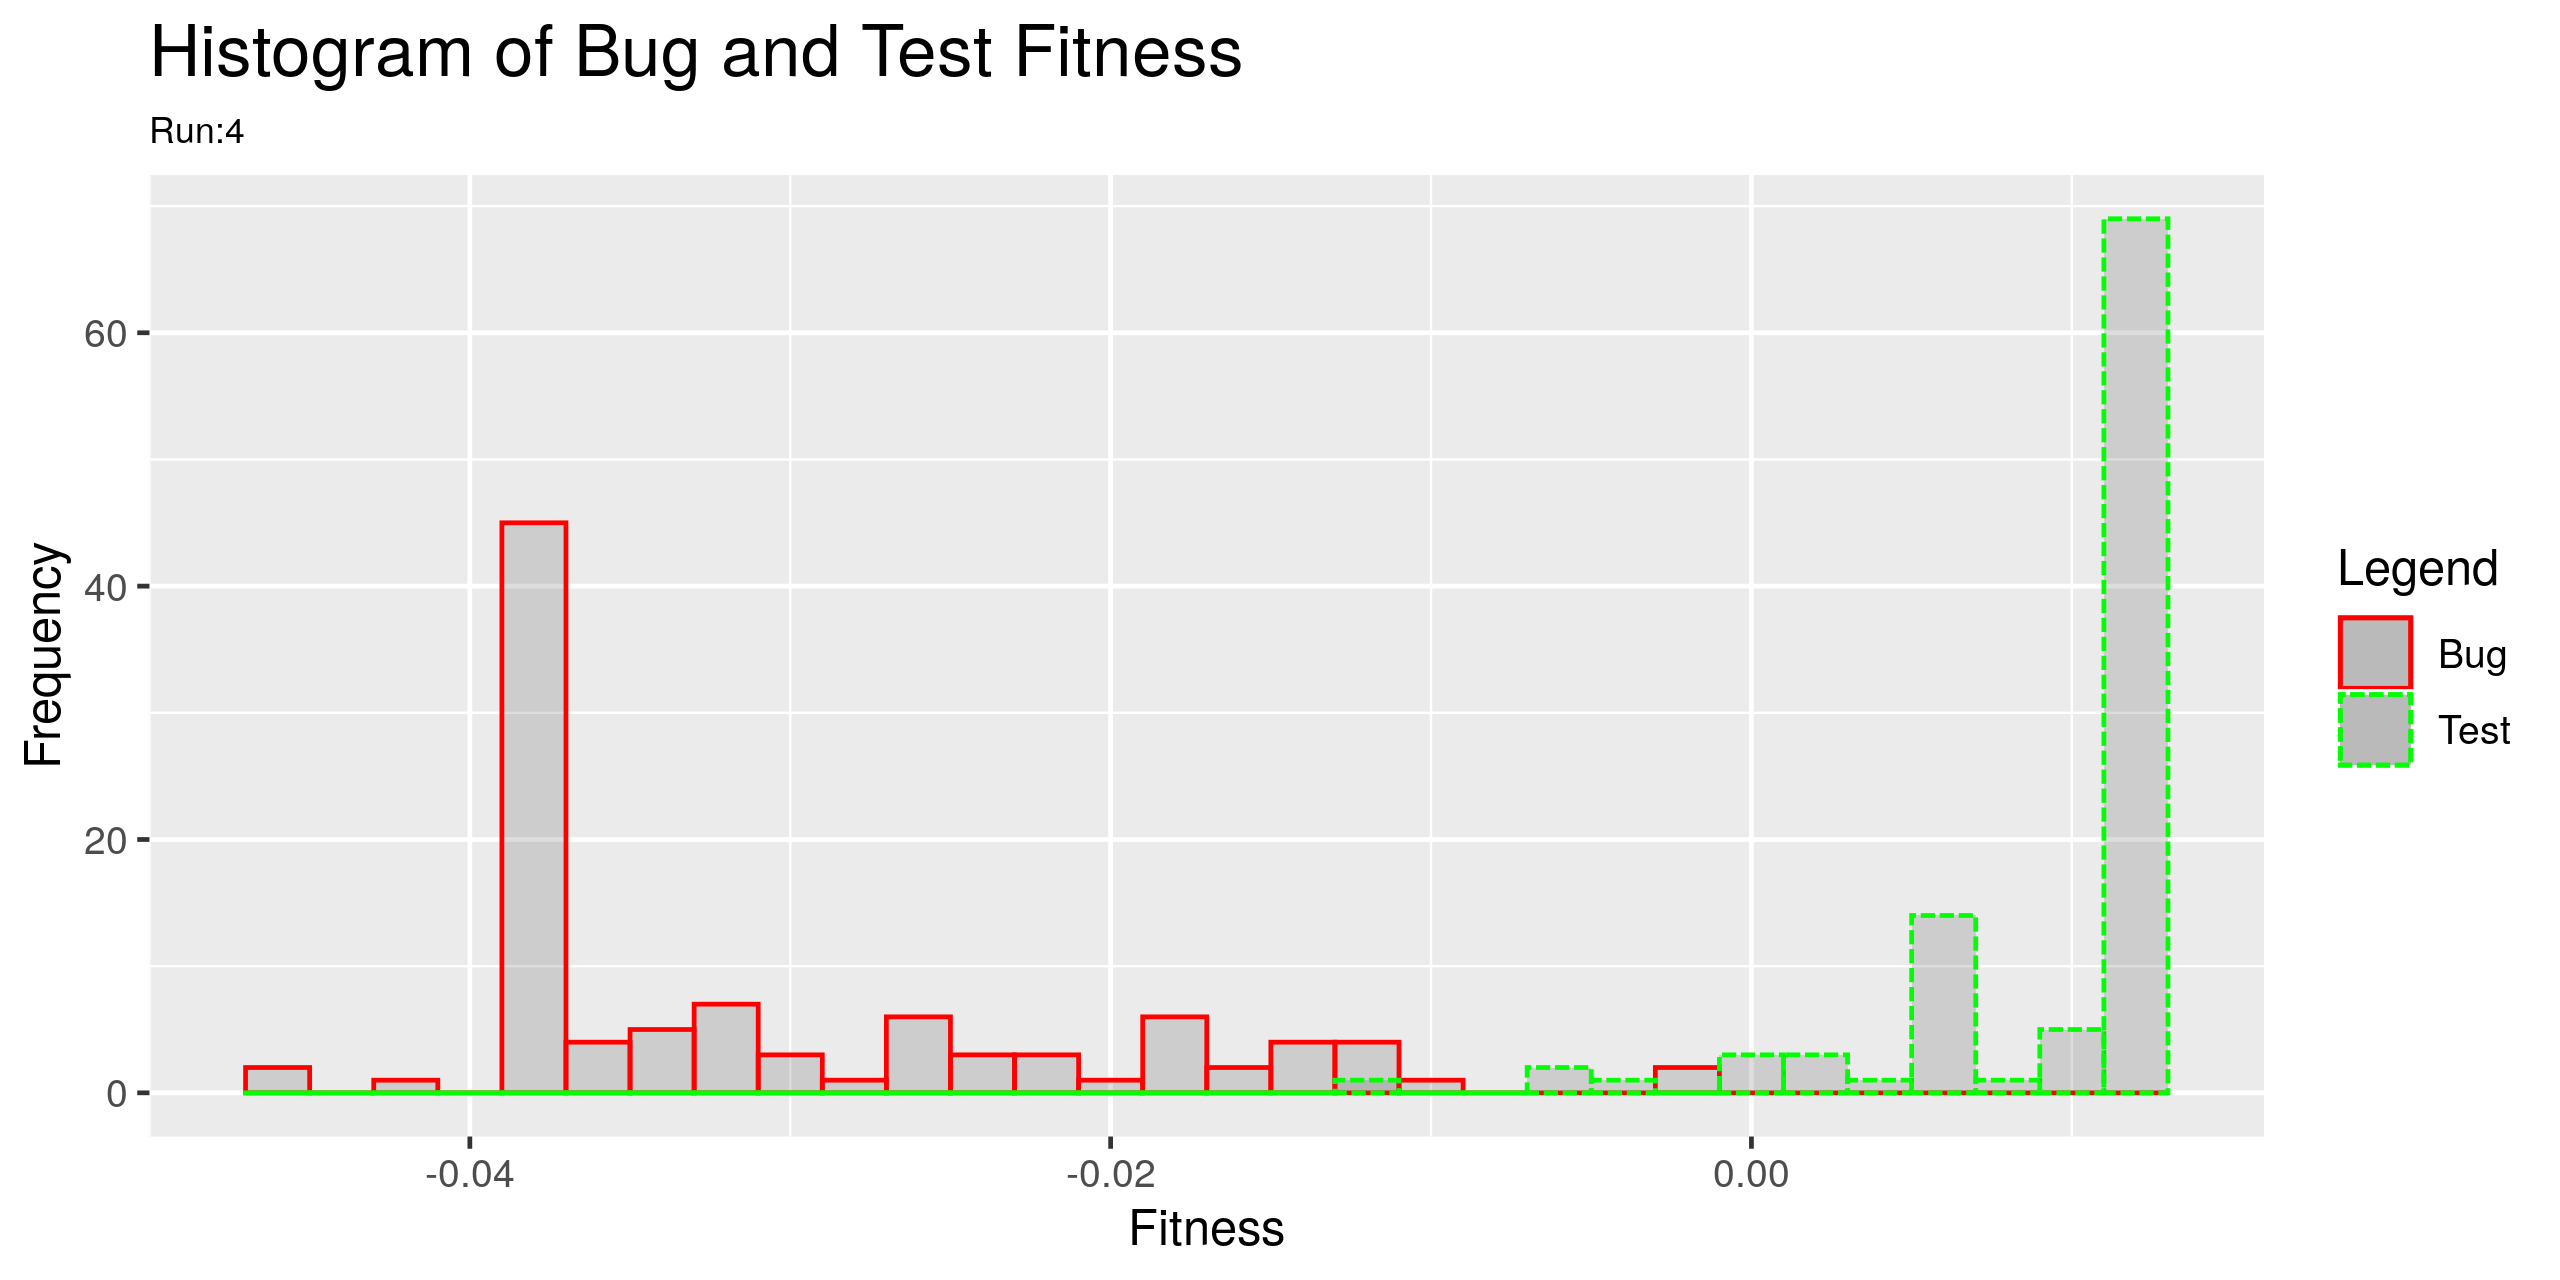 Histogram of Bug and Test Fitness
Run:4
Frequency
60
40
20
0
-0.04
-0.02
0.00
Fitness
Legend
Bug
Test